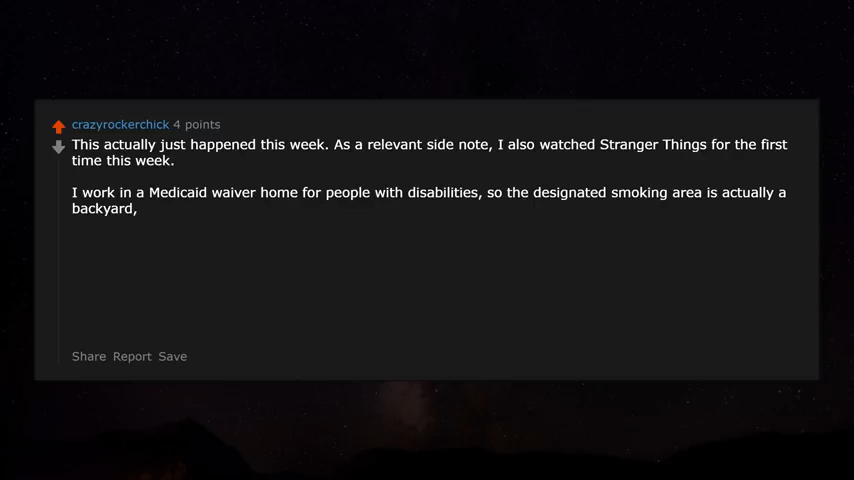 crazyrockerchick 4 points
This actually just happened this week. As a relevant side note, I also watched Stranger Things for the first
time this week.
I work in a Medicaid waiver home for people with disabilities, so the designated smoking area is actually a
backyard,
Share Report Save